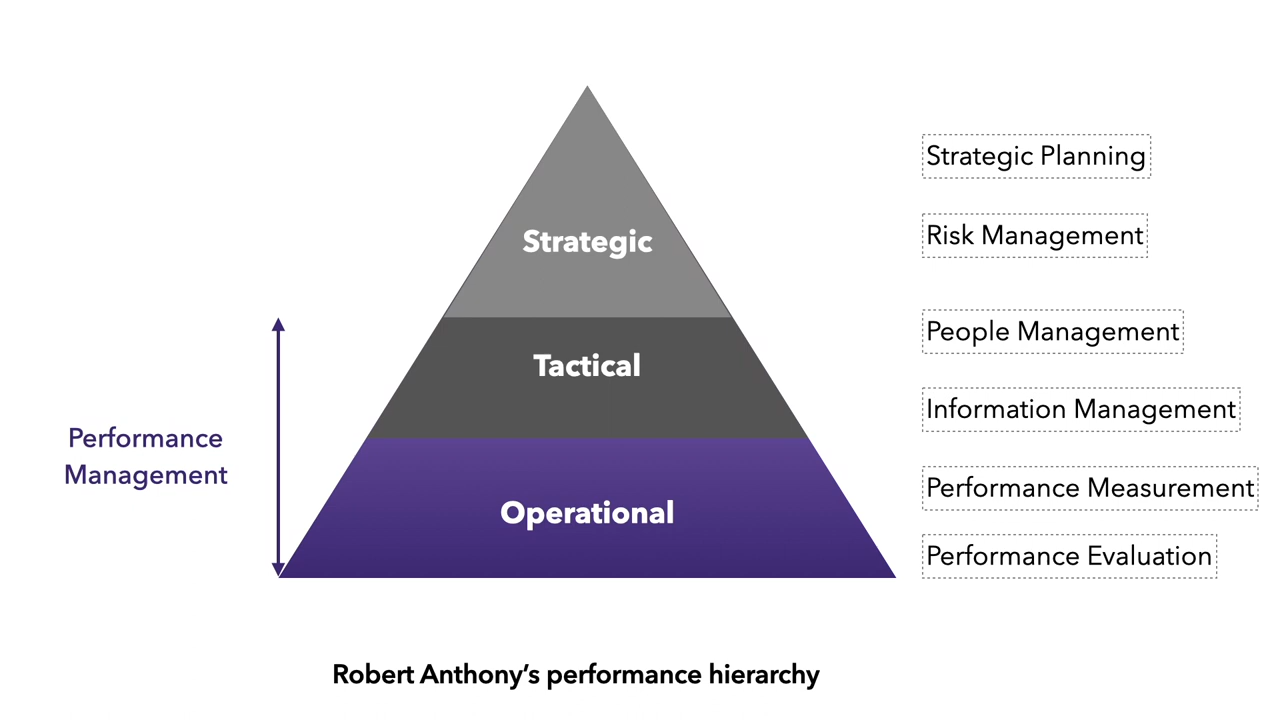 Strategic Planning
Risk Management
Strategic
People Management
Tactical
Information Management
Performance
Management
Performance Measurement
Operational
Performance Evaluation
Robert Anthony’s performance hierarchy